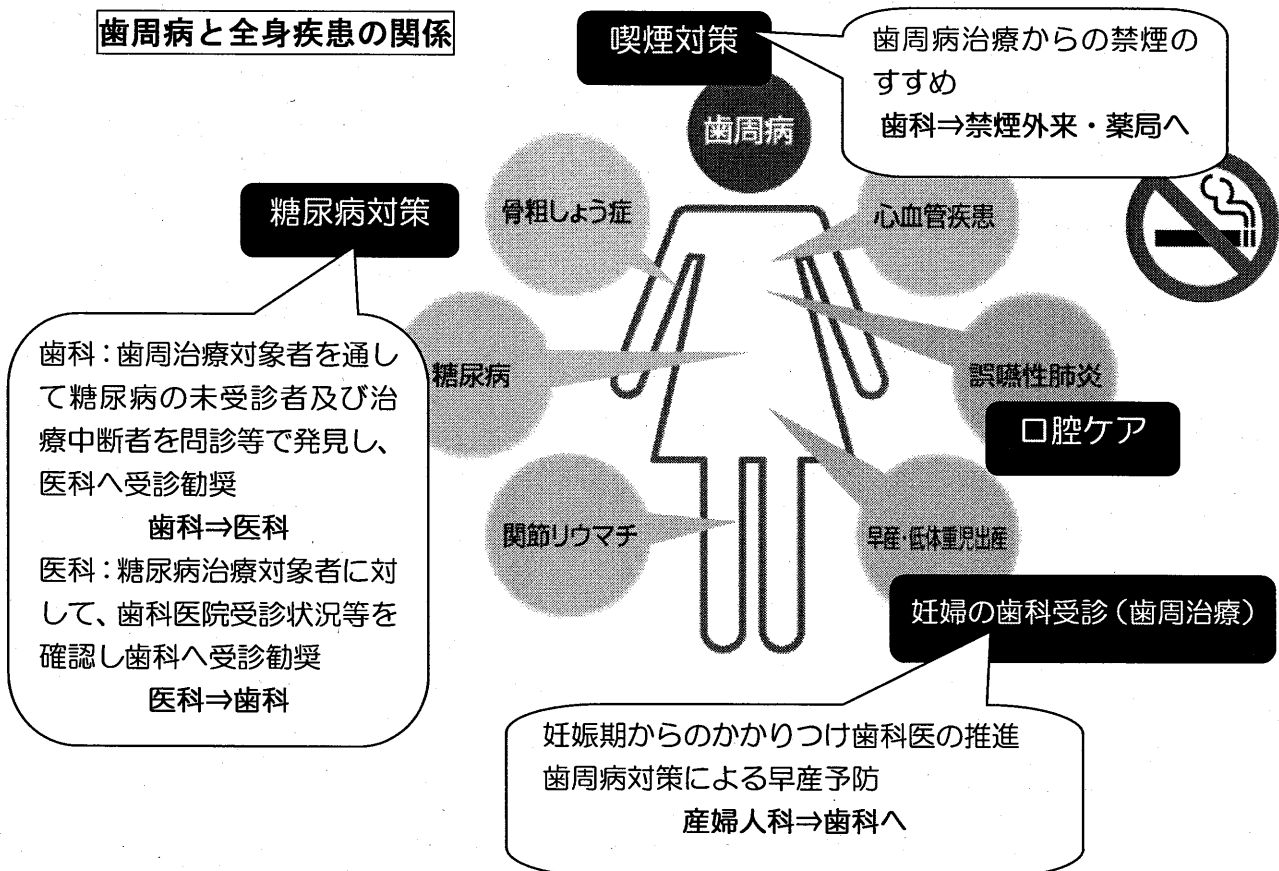 歯周病と全身疾患の関係
喫煙対策
歯周病治療からの禁煙の
すすめ
歯科⇒禁煙外来・薬局へ
歯周病
骨粗しょう症
心血管疾患
糖尿病対策
歯科：歯周治療対象者を通し
て糖尿病の未受診者及び治
療中断者を問診等で発見し、
医科へ受診勧奨
歯科⇒医科
医科：糖尿病治療対象者に対
して、歯科医院受診状況等を
確認し歯科へ受診勧奨
医科⇒歯科
糖尿病
誤嚥性肺炎
口腔ケア
関節リウマチ
早産・低体重児出産
妊婦の歯科受診（歯周治療）
妊娠期からのかかりつけ歯科医の推進
歯周病対策による早産予防
産婦人科⇒歯科へ